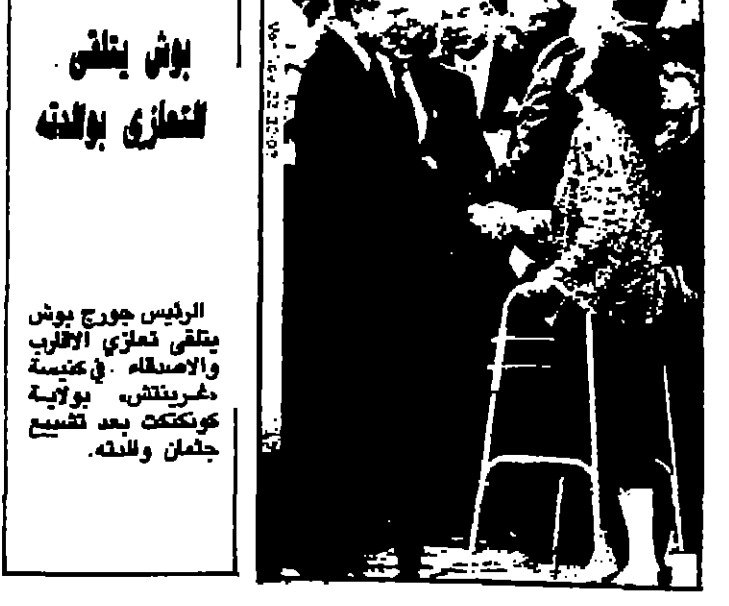 بوش يتلقى
التعازي بوالدته
الرئيس جورج بوش
يتلقى تعازي الاقارب
والاصدقاء في كنيسة
«غرينتش» بولاية
كونكتكت بعد تشييع
جثمان والدته.